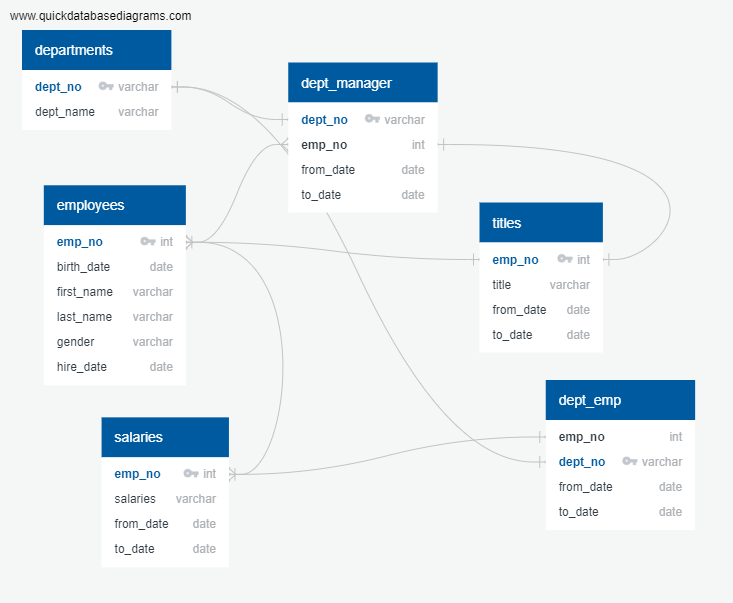 www.quickdatabasediagrams.com
departments
dept_no varchar
dept_name varchar
dept_manager
dept_no varchar
emp_no int
from_date date
to_date date
employees
emp_no int
birth_date date
first_name varchar
last_name varchar
gender varchar
hire_date date
titles
emp_no int
title varchar
from_date date
to_date date
salaries
emp_no int
salaries varchar
from_date date
to_date date
dept_emp
emp_no int
dept_no varchar
from_date date
to_date date